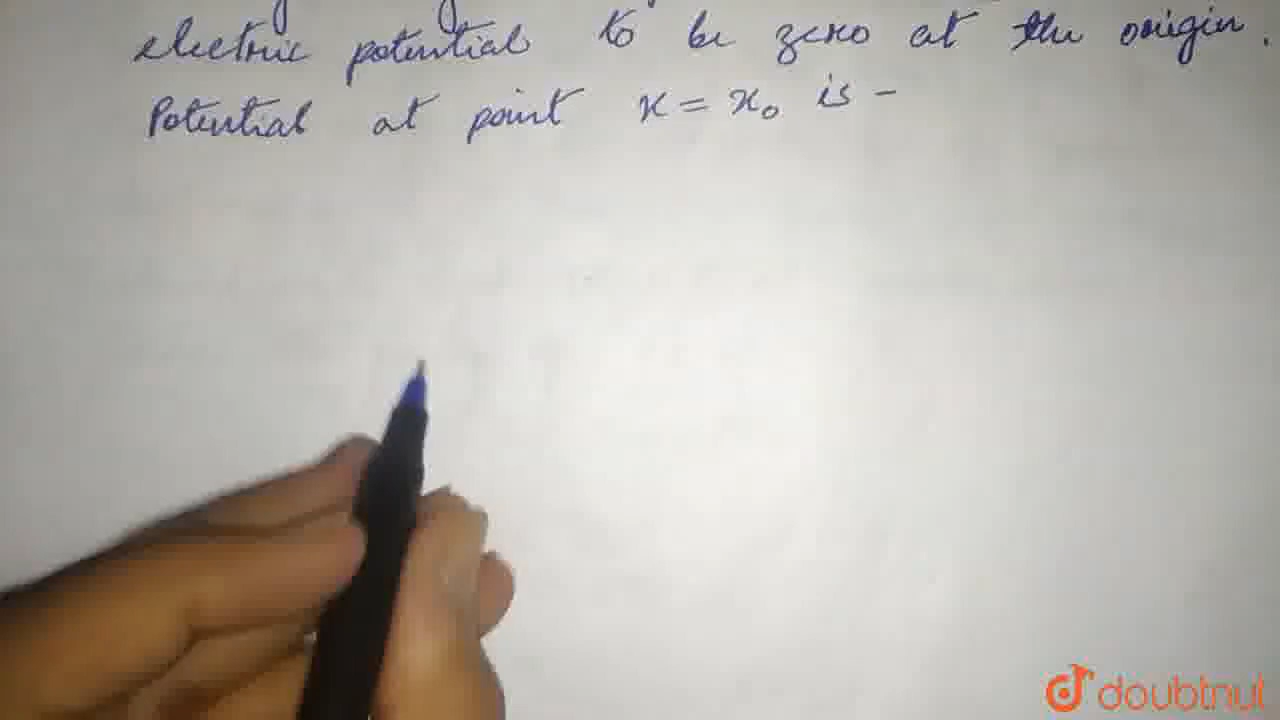 electric potential to be zero at the origin.
Potential at point x = x₀ is -
doubtnut